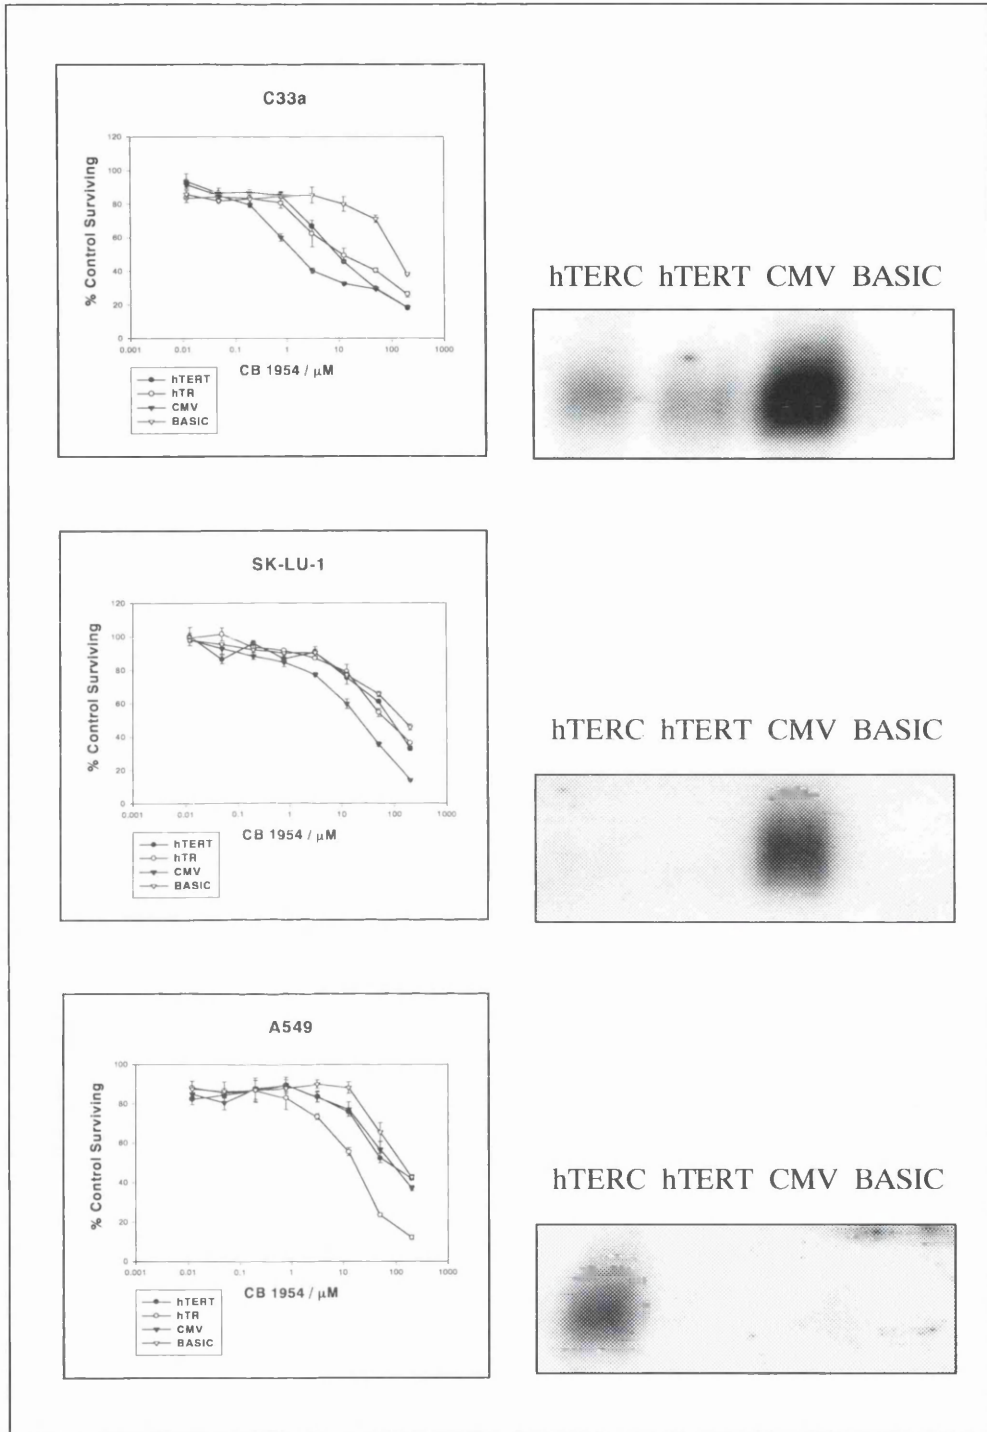 C33a
% Control Surviving
120
100
80
60
40
20
0
0.001 0.01 0.1 1 10 100 1000
CB 1954 / μM
hTERT
hTR
CMV
BASIC
hTERC hTERT CMV BASIC
SK-LU-1
% Control Surviving
120
100
80
60
40
20
0
0.001 0.01 0.1 1 10 100 1000
CB 1954 / μM
hTERT
hTR
CMV
BASIC
hTERC hTERT CMV BASIC
A549
% Control Surviving
100
80
60
40
20
0
0.001 0.01 0.1 1 10 100 1000
CB 1954 / μM
hTERT
hTR
CMV
BASIC
hTERC hTERT CMV BASIC